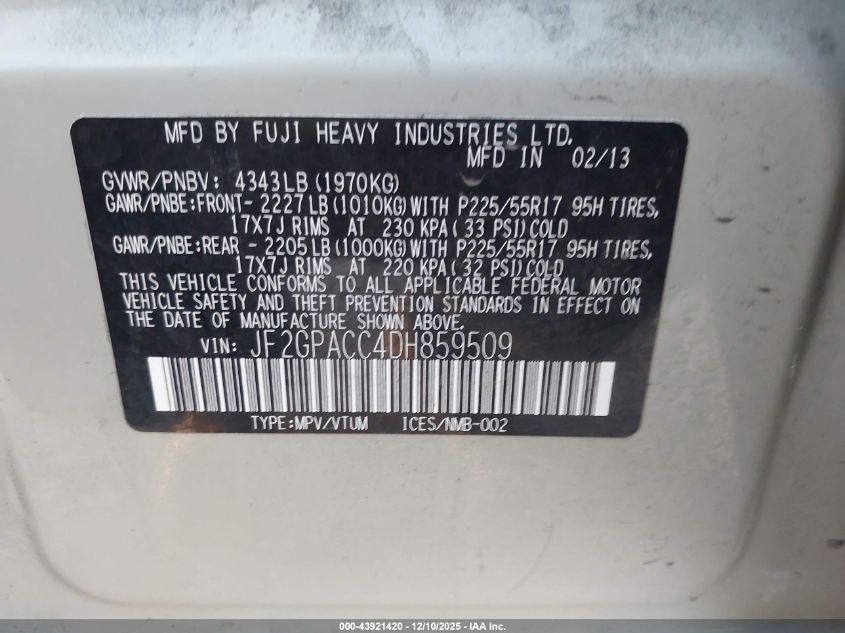 MFD BY FUJI HEAVY INDUSTRIES LTD.
MFD IN 02/13
GVWR/PNBV: 4343LB (1970KG)
GAWR/PNBE:FRONT- 2227LB (1010KG) WITH P225/55R17 95H TIRES,
17X7J RIMS AT 230 KPA (33 PSI) COLD
GAWR/PNBE:REAR - 2205LB (1000KG) WITH P225/55R17 95H TIRES,
17X7J RIMS AT 220 KPA (32 PSI) COLD
THIS VEHICLE CONFORMS TO ALL APPLICABLE FEDERAL MOTOR
VEHICLE SAFETY AND THEFT PREVENTION STANDARDS IN EFFECT ON
THE DATE OF MANUFACTURE SHOWN ABOVE.
VIN: JF2GPACC4DH859509
TYPE:MPV/VTUM ICES/NMB-002
000-43921420 - 12/10/2025 - IAA Inc.